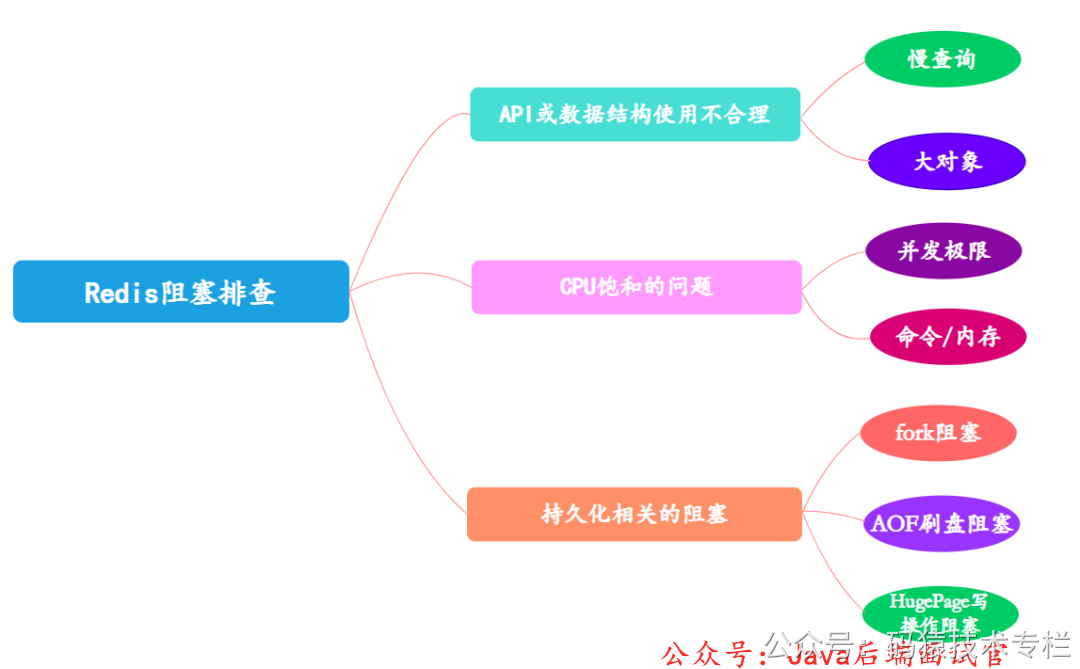 Redis阻塞排查
API或数据结构使用不合理
慢查询
大对象
CPU饱和的问题
并发极限
命令/内存
持久化相关的阻塞
fork阻塞
AOF刷盘阻塞
HugePage写
操作阻塞
公众号：Java后端面试官
公众号：码猿技术专栏